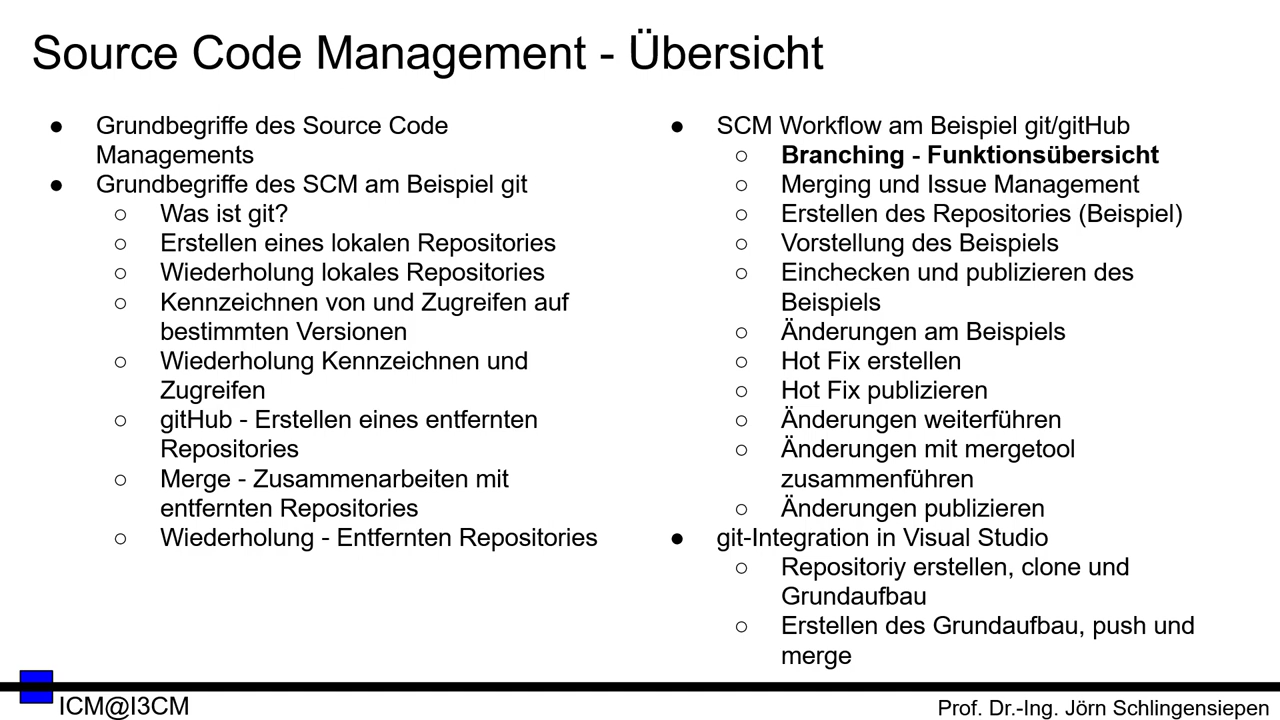 Source Code Management - Übersicht
● Grundbegriffe des Source Code
Managements
● Grundbegriffe des SCM am Beispiel git
○ Was ist git?
○ Erstellen eines lokalen Repositories
○ Wiederholung lokales Repositories
○ Kennzeichnen von und Zugreifen auf
bestimmten Versionen
○ Wiederholung Kennzeichnen und
Zugreifen
○ gitHub - Erstellen eines entfernten
Repositories
○ Merge - Zusammenarbeiten mit
entfernten Repositories
○ Wiederholung - Entfernten Repositories
● SCM Workflow am Beispiel git/gitHub
○ Branching - Funktionsübersicht
○ Merging und Issue Management
○ Erstellen des Repositories (Beispiel)
○ Vorstellung des Beispiels
○ Einchecken und publizieren des
Beispiels
○ Änderungen am Beispiels
○ Hot Fix erstellen
○ Hot Fix publizieren
○ Änderungen weiterführen
○ Änderungen mit mergetool
zusammenführen
○ Änderungen publizieren
● git-Integration in Visual Studio
○ Repositoriy erstellen, clone und
Grundaufbau
○ Erstellen des Grundaufbau, push und
merge
ICM@I3CM
Prof. Dr.-Ing. Jörn Schlingensiepen